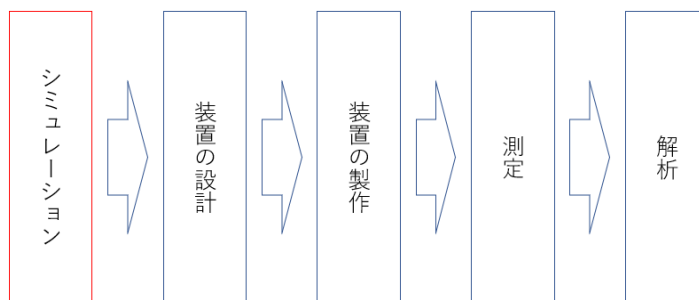 シミュレーション
装置の設計
装置の製作
測定
解析